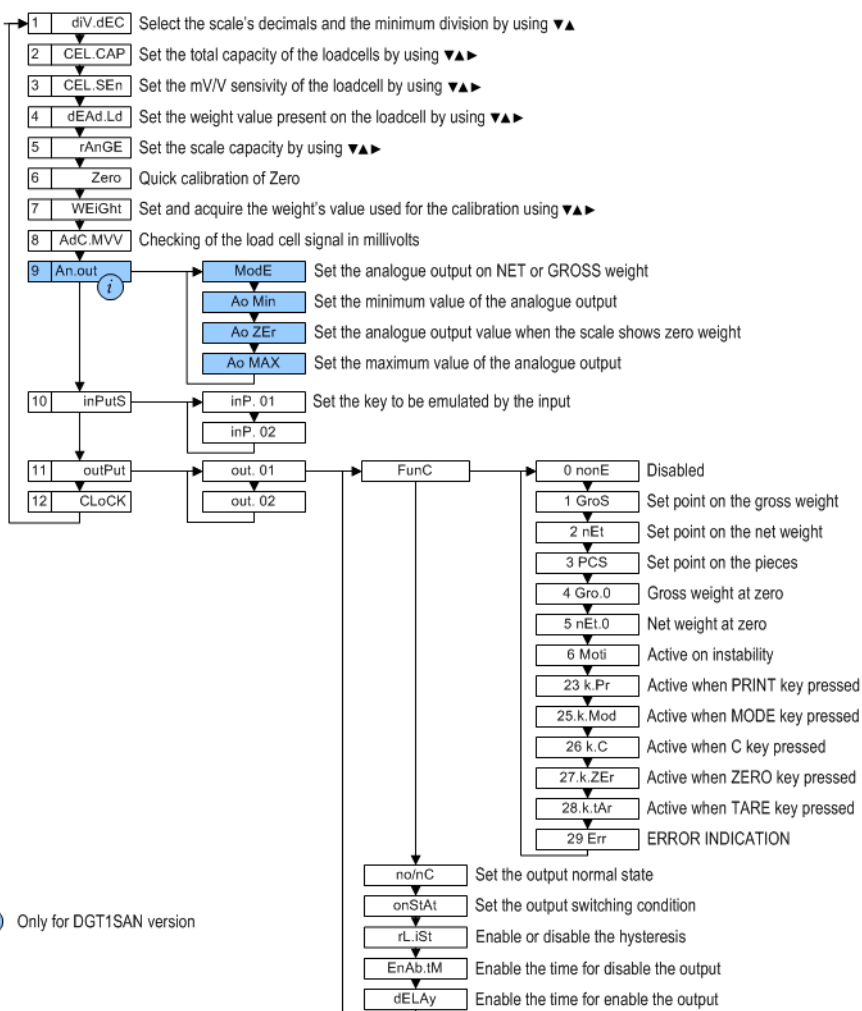 1 diV.dEC Select the scale's decimals and the minimum division by using ▼▲
2 CEL.CAP Set the total capacity of the loadcells by using ▼▲►
3 CEL.SEn Set the mV/V sensivity of the loadcell by using ▼▲►
4 dEAd.Ld Set the weight value present on the loadcell by using ▼▲►
5 rAnGE Set the scale capacity by using ▼▲►
6 Zero Quick calibration of Zero
7 WEiGht Set and acquire the weight's value used for the calibration using ▼▲►
8 AdC.MVV Checking of the load cell signal in millivolts
9 An.out i ModE Set the analogue output on NET or GROSS weight
Ao Min Set the minimum value of the analogue output
Ao ZEr Set the analogue output value when the scale shows zero weight
Ao MAX Set the maximum value of the analogue output
10 inPutS inP. 01 Set the key to be emulated by the input
inP. 02
11 outPut out. 01 FunC 0 nonE Disabled
12 CLoCK out. 02 1 GroS Set point on the gross weight
2 nEt Set point on the net weight
3 PCS Set point on the pieces
4 Gro.0 Gross weight at zero
5 nEt.0 Net weight at zero
6 Moti Active on instability
23 k.Pr Active when PRINT key pressed
25.k.Mod Active when MODE key pressed
26 k.C Active when C key pressed
27.k.ZEr Active when ZERO key pressed
28.k.tAr Active when TARE key pressed
29 Err ERROR INDICATION
no/nC Set the output normal state
onStAt Set the output switching condition
Only for DGT1SAN version
rL.iSt Enable or disable the hysteresis
EnAb.tM Enable the time for disable the output
dELAy Enable the time for enable the output